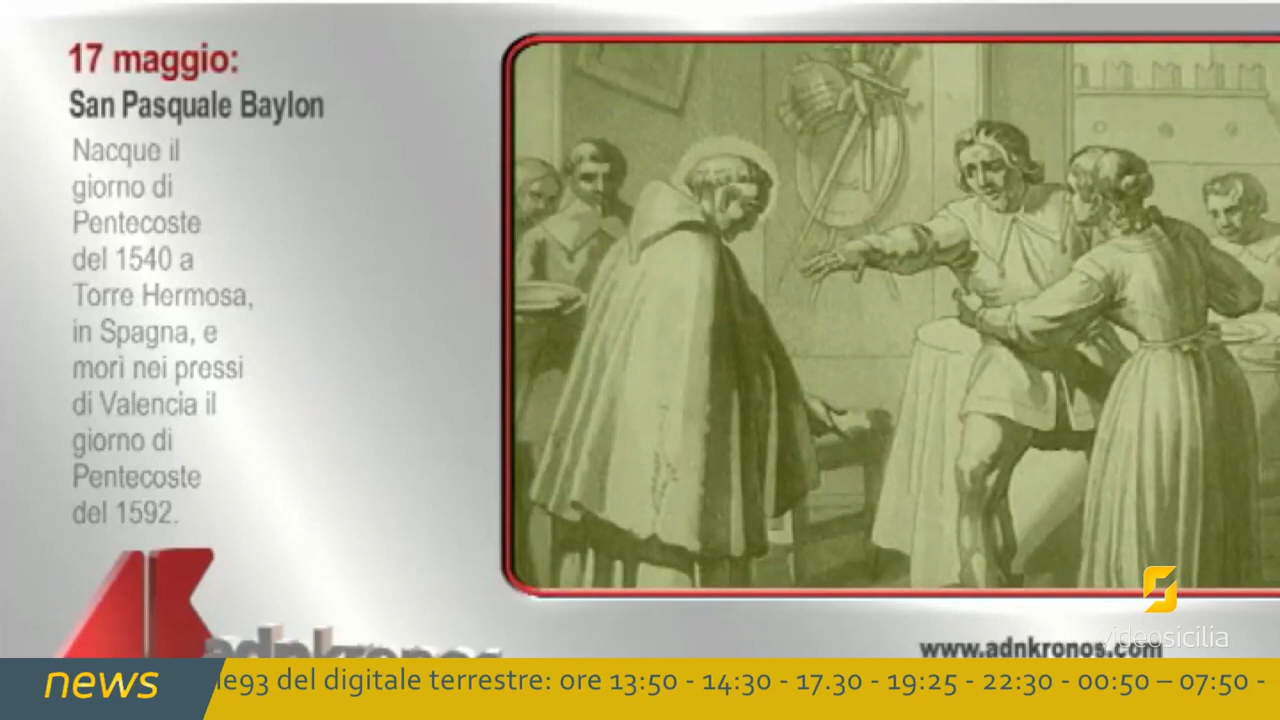 17 maggio:
San Pasquale Baylon
Nacque il
giorno di
Pentecoste
del 1540 a
Torre Hermosa,
in Spagna, e
morì nei pressi
di Valencia il
giorno di
Pentecoste
del 1592.
adnkronos
www.adnkronos.com
videosicilia
news
le93 del digitale terrestre: ore 13:50 - 14:30 - 17.30 - 19:25 - 22:30 - 00:50 – 07:50 -